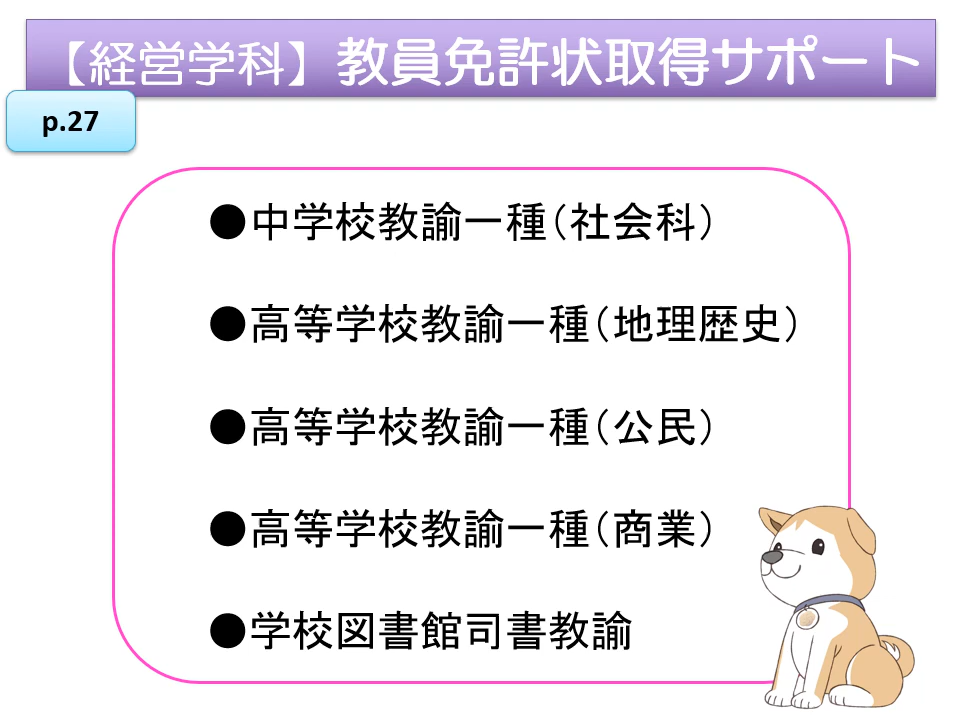 【経営学科】教員免許状取得サポート
p.27
●中学校教諭一種（社会科）
●高等学校教諭一種（地理歴史）
●高等学校教諭一種（公民）
●高等学校教諭一種（商業）
●学校図書館司書教諭